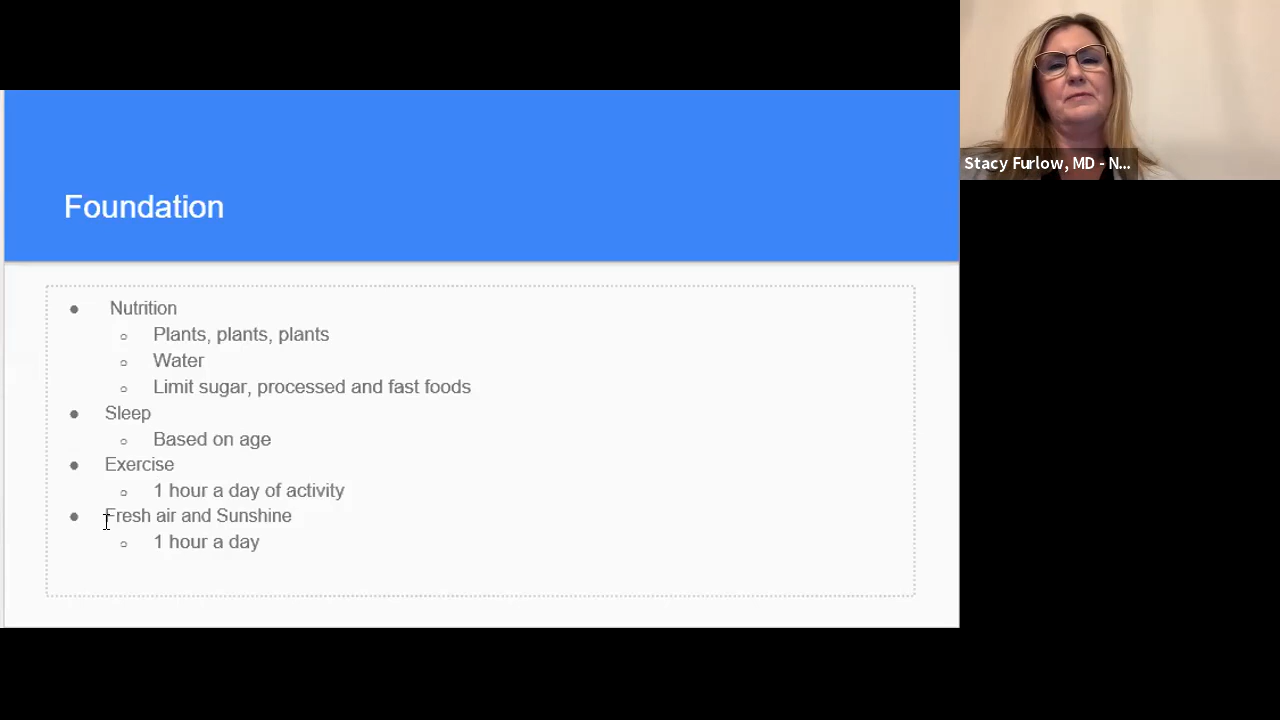 Foundation
● Nutrition
○ Plants, plants, plants
○ Water
○ Limit sugar, processed and fast foods
● Sleep
○ Based on age
● Exercise
○ 1 hour a day of activity
● Fresh air and Sunshine
○ 1 hour a day
Stacy Furlow, MD - N...